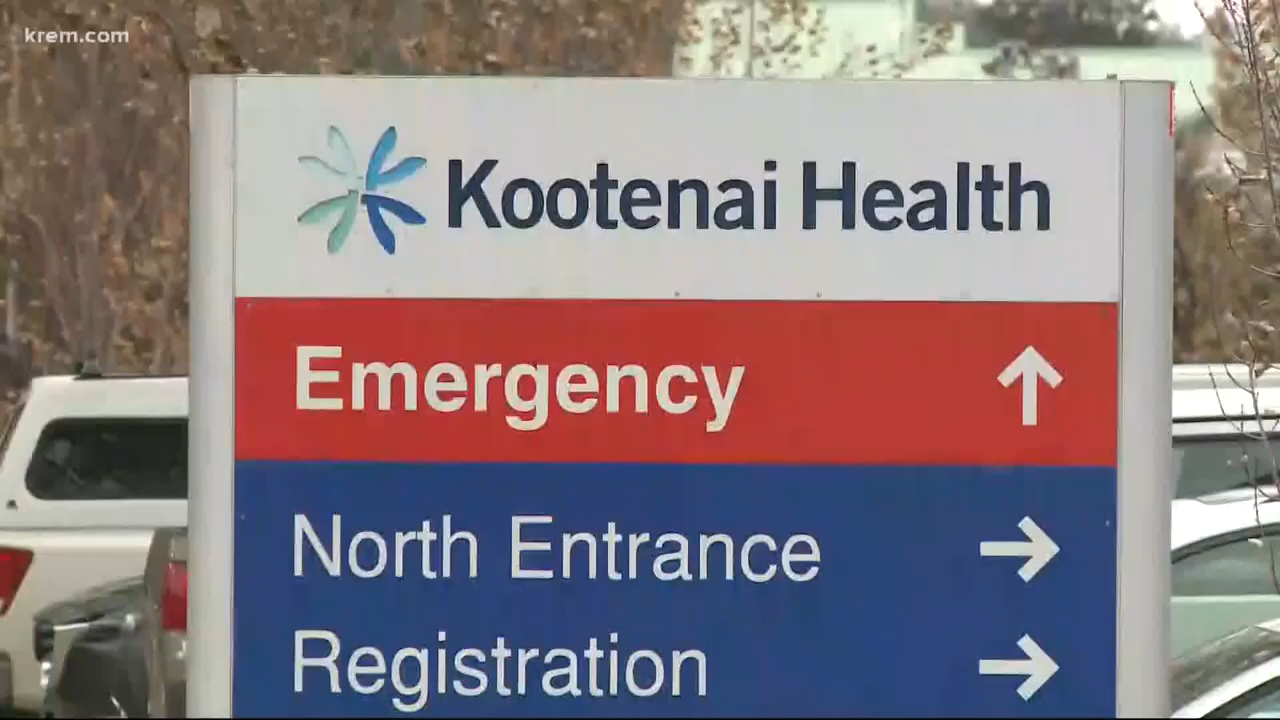 krem.com
Kootenai Health
Emergency ↑
North Entrance →
Registration →